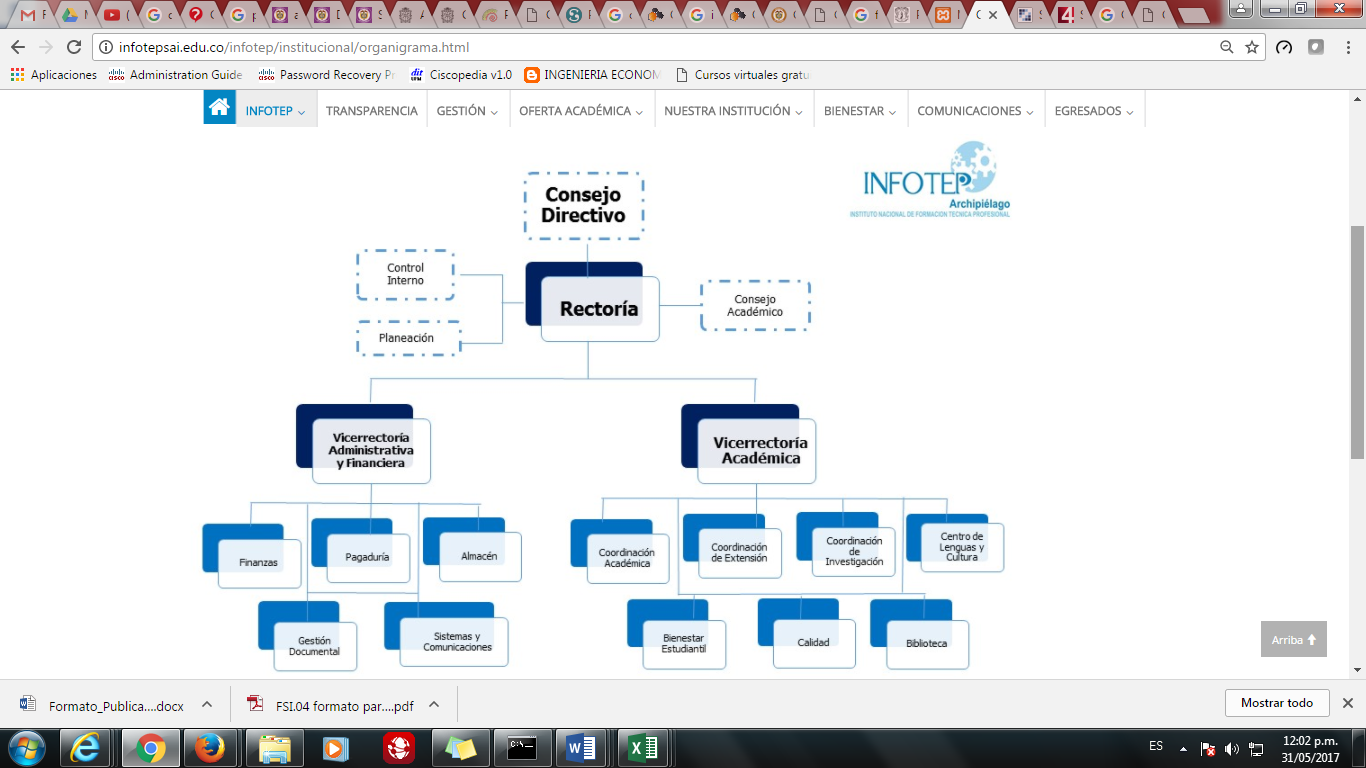 infotepsai.edu.co/infotep/institucional/organigrama.html
Aplicaciones
Administration Guide
Password Recovery Pr
Ciscopedia v1.0
INGENIERIA ECONOM
Cursos virtuales gratu
INFOTEP
TRANSPARENCIA
GESTIÓN
OFERTA ACADÉMICA
NUESTRA INSTITUCIÓN
BIENESTAR
COMUNICACIONES
EGRESADOS
INFOTEP
Archipiélago
INSTITUTO NACIONAL DE FORMACION TECNICA PROFESIONAL
Consejo
Directivo
Control
Interno
Rectoría
Consejo
Académico
Planeación
Vicerrectoría
Administrativa
y Financiera
Vicerrectoría
Académica
Finanzas
Pagaduría
Almacén
Coordinación
Académica
Coordinación
de Extensión
Coordinación
de
Investigación
Centro de
Lenguas y
Cultura
Gestión
Documental
Sistemas y
Comunicaciones
Bienestar
Estudiantil
Calidad
Biblioteca
Arriba
Formato_Publica....docx
FSI.04 formato par....pdf
Mostrar todo
ES
12:02 p.m.
31/05/2017